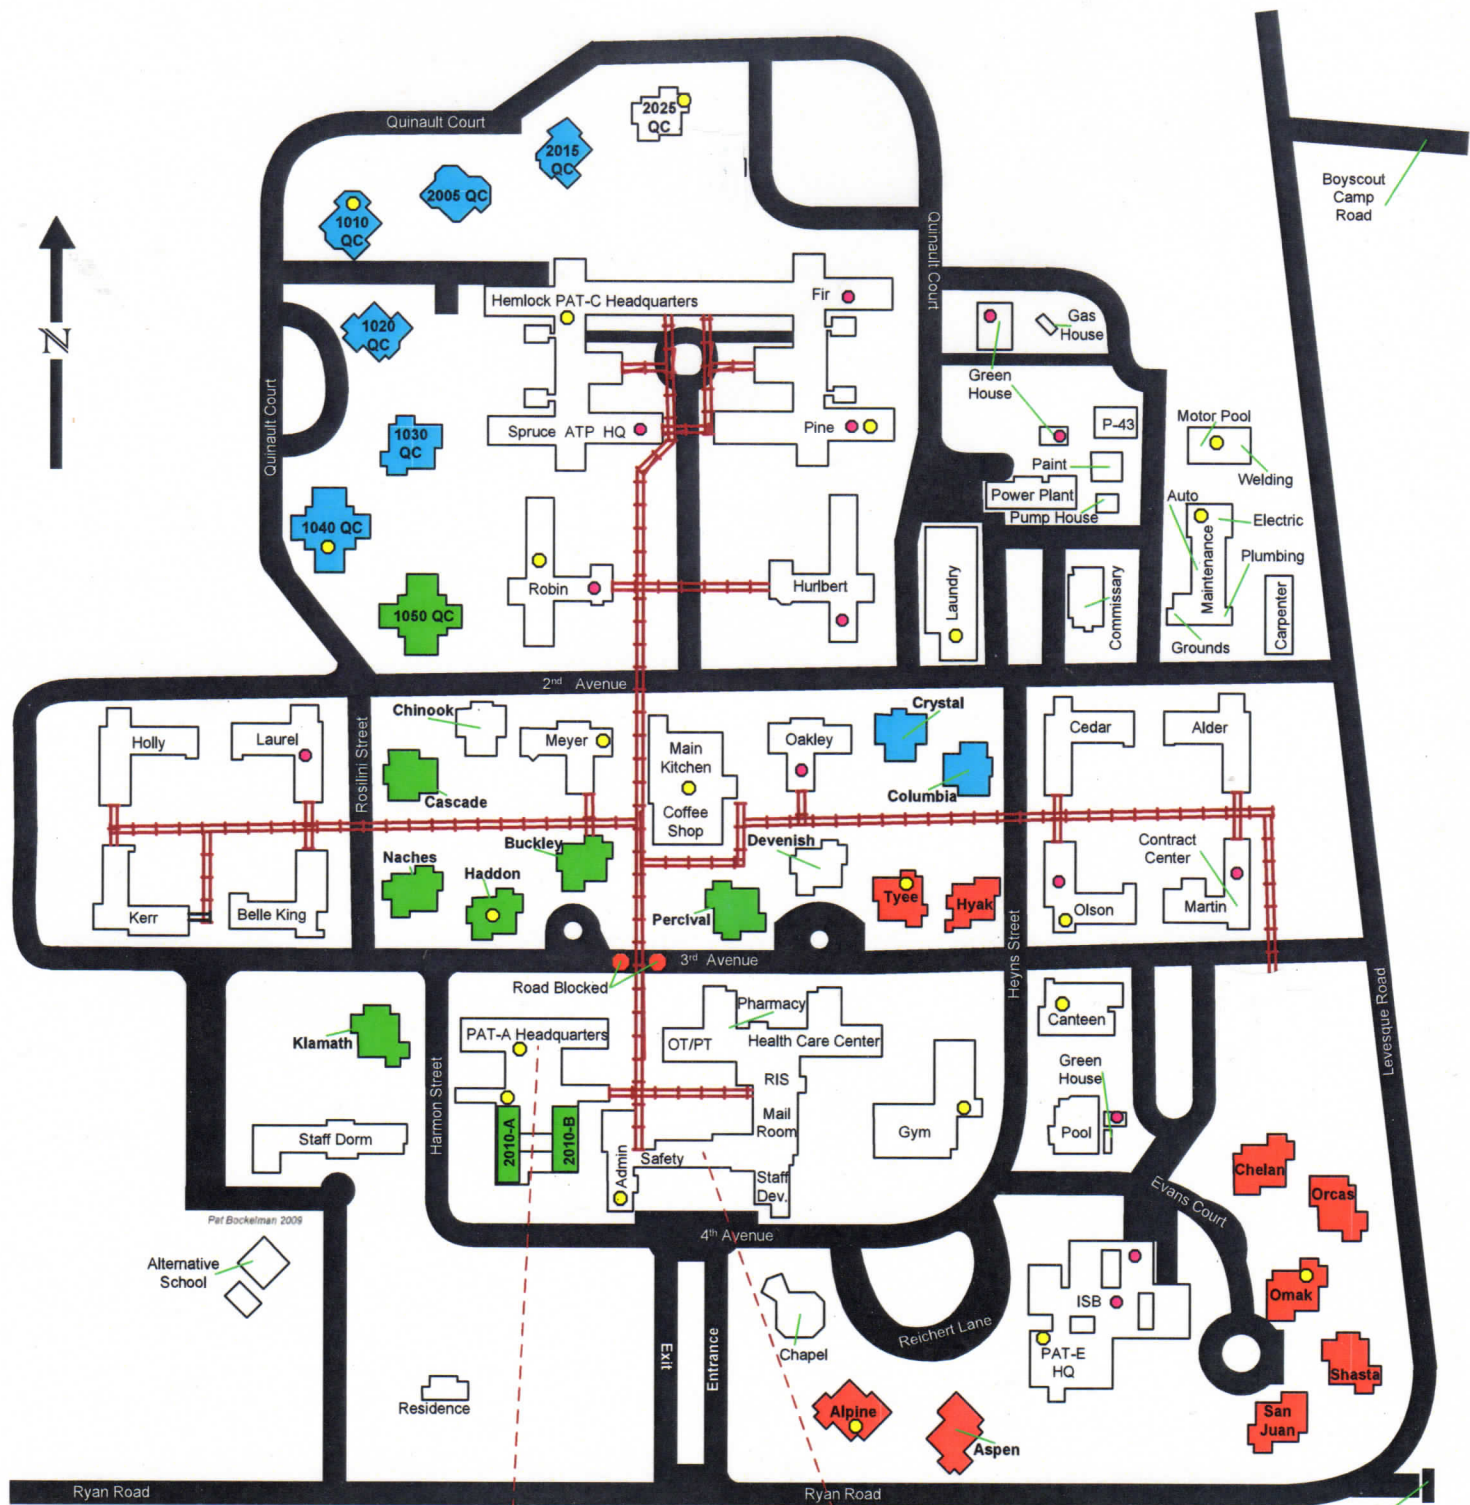 Quinault Court
2025
QC
2015
QC
2005 QC
1010
QC
Boyscout
Camp
Road
N
Quinault Court
Hemlock PAT-C Headquarters
Fir
Gas
House
1020
QC
Green
House
Quinault Court
1030
QC
Spruce ATP HQ
Pine
P-43
Motor Pool
Paint
Welding
Power Plant
Auto
1040 QC
Pump House
Electric
Maintenance
Plumbing
Robin
Hurlbert
Laundry
Commissary
Carpenter
1050 QC
Grounds
2nd Avenue
Chinook
Crystal
Holly
Laurel
Rosilini Street
Meyer
Main
Kitchen
Oakley
Cedar
Alder
Cascade
Columbia
Coffee
Shop
Buckley
Devenish
Contract
Center
Naches
Haddon
Kerr
Belle King
Percival
Tyee
Hyak
Olson
Martin
Heyns Street
3rd Avenue
Road Blocked
Levesque Road
Pharmacy
Klamath
PAT-A Headquarters
OT/PT
Health Care Center
Canteen
Green
House
RIS
Harmon Street
Mail
Room
Staff Dorm
2010-A
2010-B
Gym
Pool
Admin
Safety
Staff
Dev.
Chelan
Orcas
Evans Court
Pat Bockelman 2009
4th Avenue
Alternative
School
ISB
Omak
Reichert Lane
Exit
Entrance
Chapel
PAT-E
HQ
Shasta
Residence
Alpine
San
Juan
Aspen
Ryan Road
Ryan Road